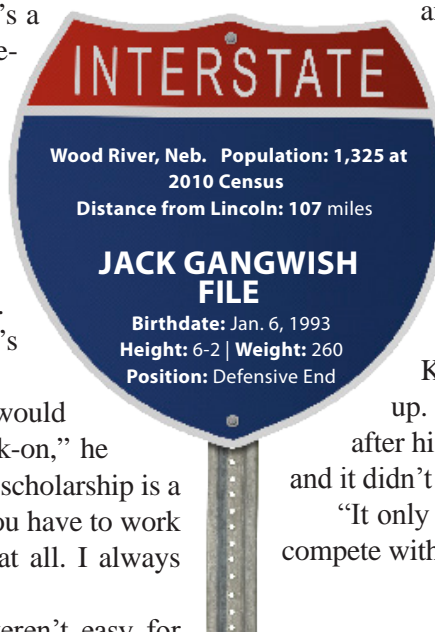 's a
e-
.
's
would
k-on," he
scholarship is a
ou have to work
at all. I always
eren't easy for
INTERSTATE
Wood River, Neb. Population: 1,325 at
2010 Census
Distance from Lincoln: 107 miles
JACK GANGWISH
FILE
Birthdate: Jan. 6, 1993
Height: 6-2 | Weight: 260
Position: Defensive End
K
up.
after hi
and it didn't
"It only
compete with